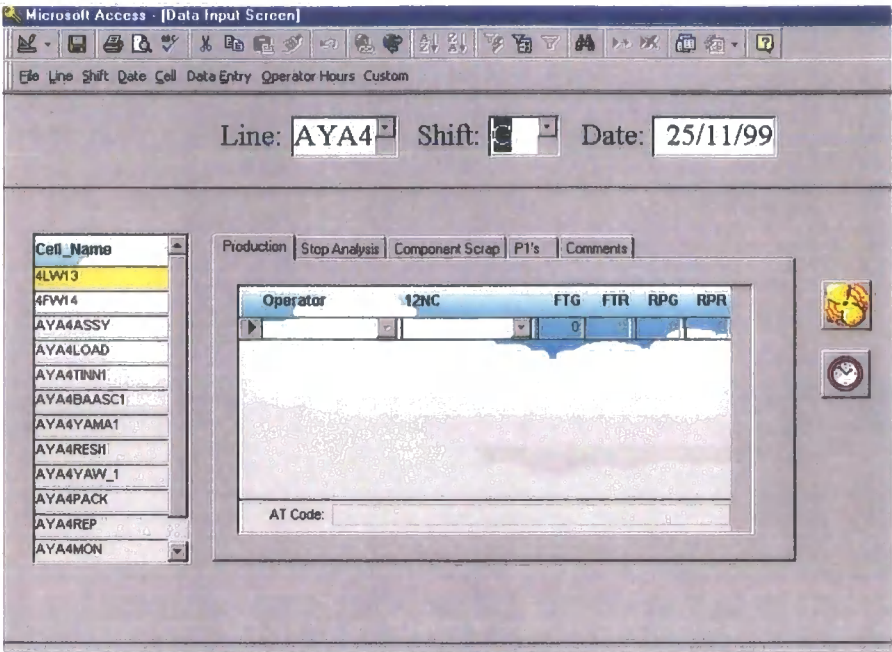 Microsoft Access - [Data Input Screen]
File Line Shift Date Cell Data Entry Operator Hours Custom
Line: AYA4 Shift: C Date: 25/11/99
Cell_Name
4LW13
4FW14
AYA4ASSY
AYA4LOAD
AYA4TINN1
AYA4BAASC1
AYA4YAMA1
AYA4RESI1
AYA4YAW_1
AYA4PACK
AYA4REP
AYA4MON
Production Stop Analysis Component Scrap P1's Comments
Operator 12NC FTG FTR RPG RPR
0
AT Code: